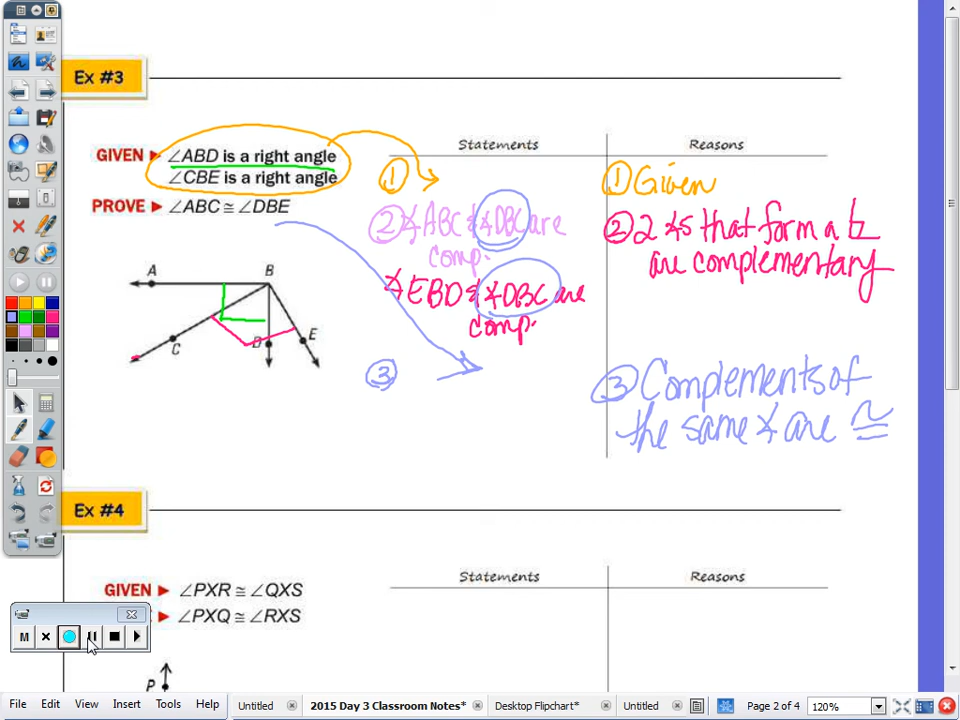 Ex #3
GIVEN ► ∠ABD is a right angle
∠CBE is a right angle
PROVE ► ∠ABC ≅ ∠DBE
Statements
Reasons
①
① Given
② ∡ABC & ∡DBC are
comp.
∡EBD & ∡DBC are
comp.
② 2 ∡s that form a
are complementary
③
③ Complements of
the same ∡ are ≅
A
B
C
D
E
Ex #4
GIVEN ► ∠PXR ≅ ∠QXS
► ∠PXQ ≅ ∠RXS
Statements
Reasons
P
M
File Edit View Insert Tools Help
Untitled
2015 Day 3 Classroom Notes*
Desktop Flipchart*
Untitled
Page 2 of 4
120%